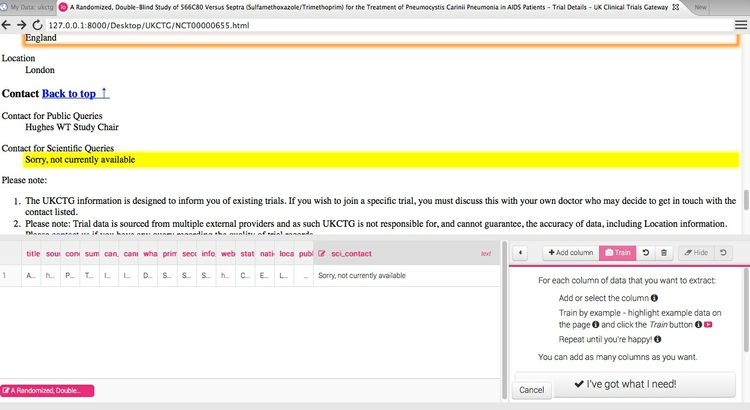 My Data: ukctg
A Randomized, Double-Blind Study of 566C80 Versus Septra (Sulfamethoxazole/Trimethoprim) for the Treatment of Pneumocystis Carinii Pneumonia in AIDS Patients - Trial Details - UK Clinical Trials Gateway
New
127.0.0.1:8000/Desktop/UKCTG/NCT00000655.html
England
Location
London
Contact Back to top ↑
Contact for Public Queries
Hughes WT Study Chair
Contact for Scientific Queries
Sorry, not currently available
Please note:
1. The UKCTG information is designed to inform you of existing trials. If you wish to join a specific trial, you must discuss this with your own doctor who may decide to get in touch with the
contact listed.
2. Please note: Trial data is sourced from multiple external providers and as such UKCTG is not responsible for, and cannot guarantee, the accuracy of data, including Location information.
Please contact us if you have any query regarding the quality of trial records
+ Add column Train Hide
title sou con sum can can wha prim sec info web stat nati loca publ sci_contact text
1 A... h... P... T... I... I... D... S... S... S... h... C... E... L... ... Sorry, not currently available
For each column of data that you want to extract:
Add or select the column
Train by example - highlight example data on
the page and click the Train button
Repeat until you're happy!
You can add as many columns as you want.
Cancel
I've got what I need!
A Randomized, Double...